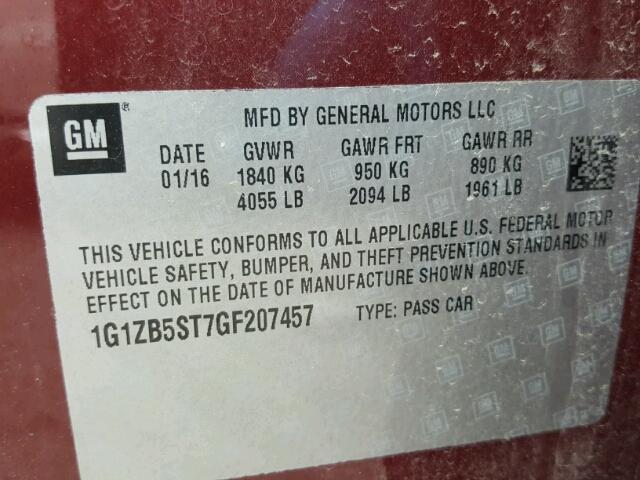 GM ®
MFD BY GENERAL MOTORS LLC
DATE GVWR GAWR FRT GAWR RR
01/16 1840 KG 950 KG 890 KG
4055 LB 2094 LB 1961 LB
THIS VEHICLE CONFORMS TO ALL APPLICABLE U.S. FEDERAL MOTOR
VEHICLE SAFETY, BUMPER, AND THEFT PREVENTION STANDARDS IN
EFFECT ON THE DATE OF MANUFACTURE SHOWN ABOVE.
1G1ZB5ST7GF207457 TYPE: PASS CAR